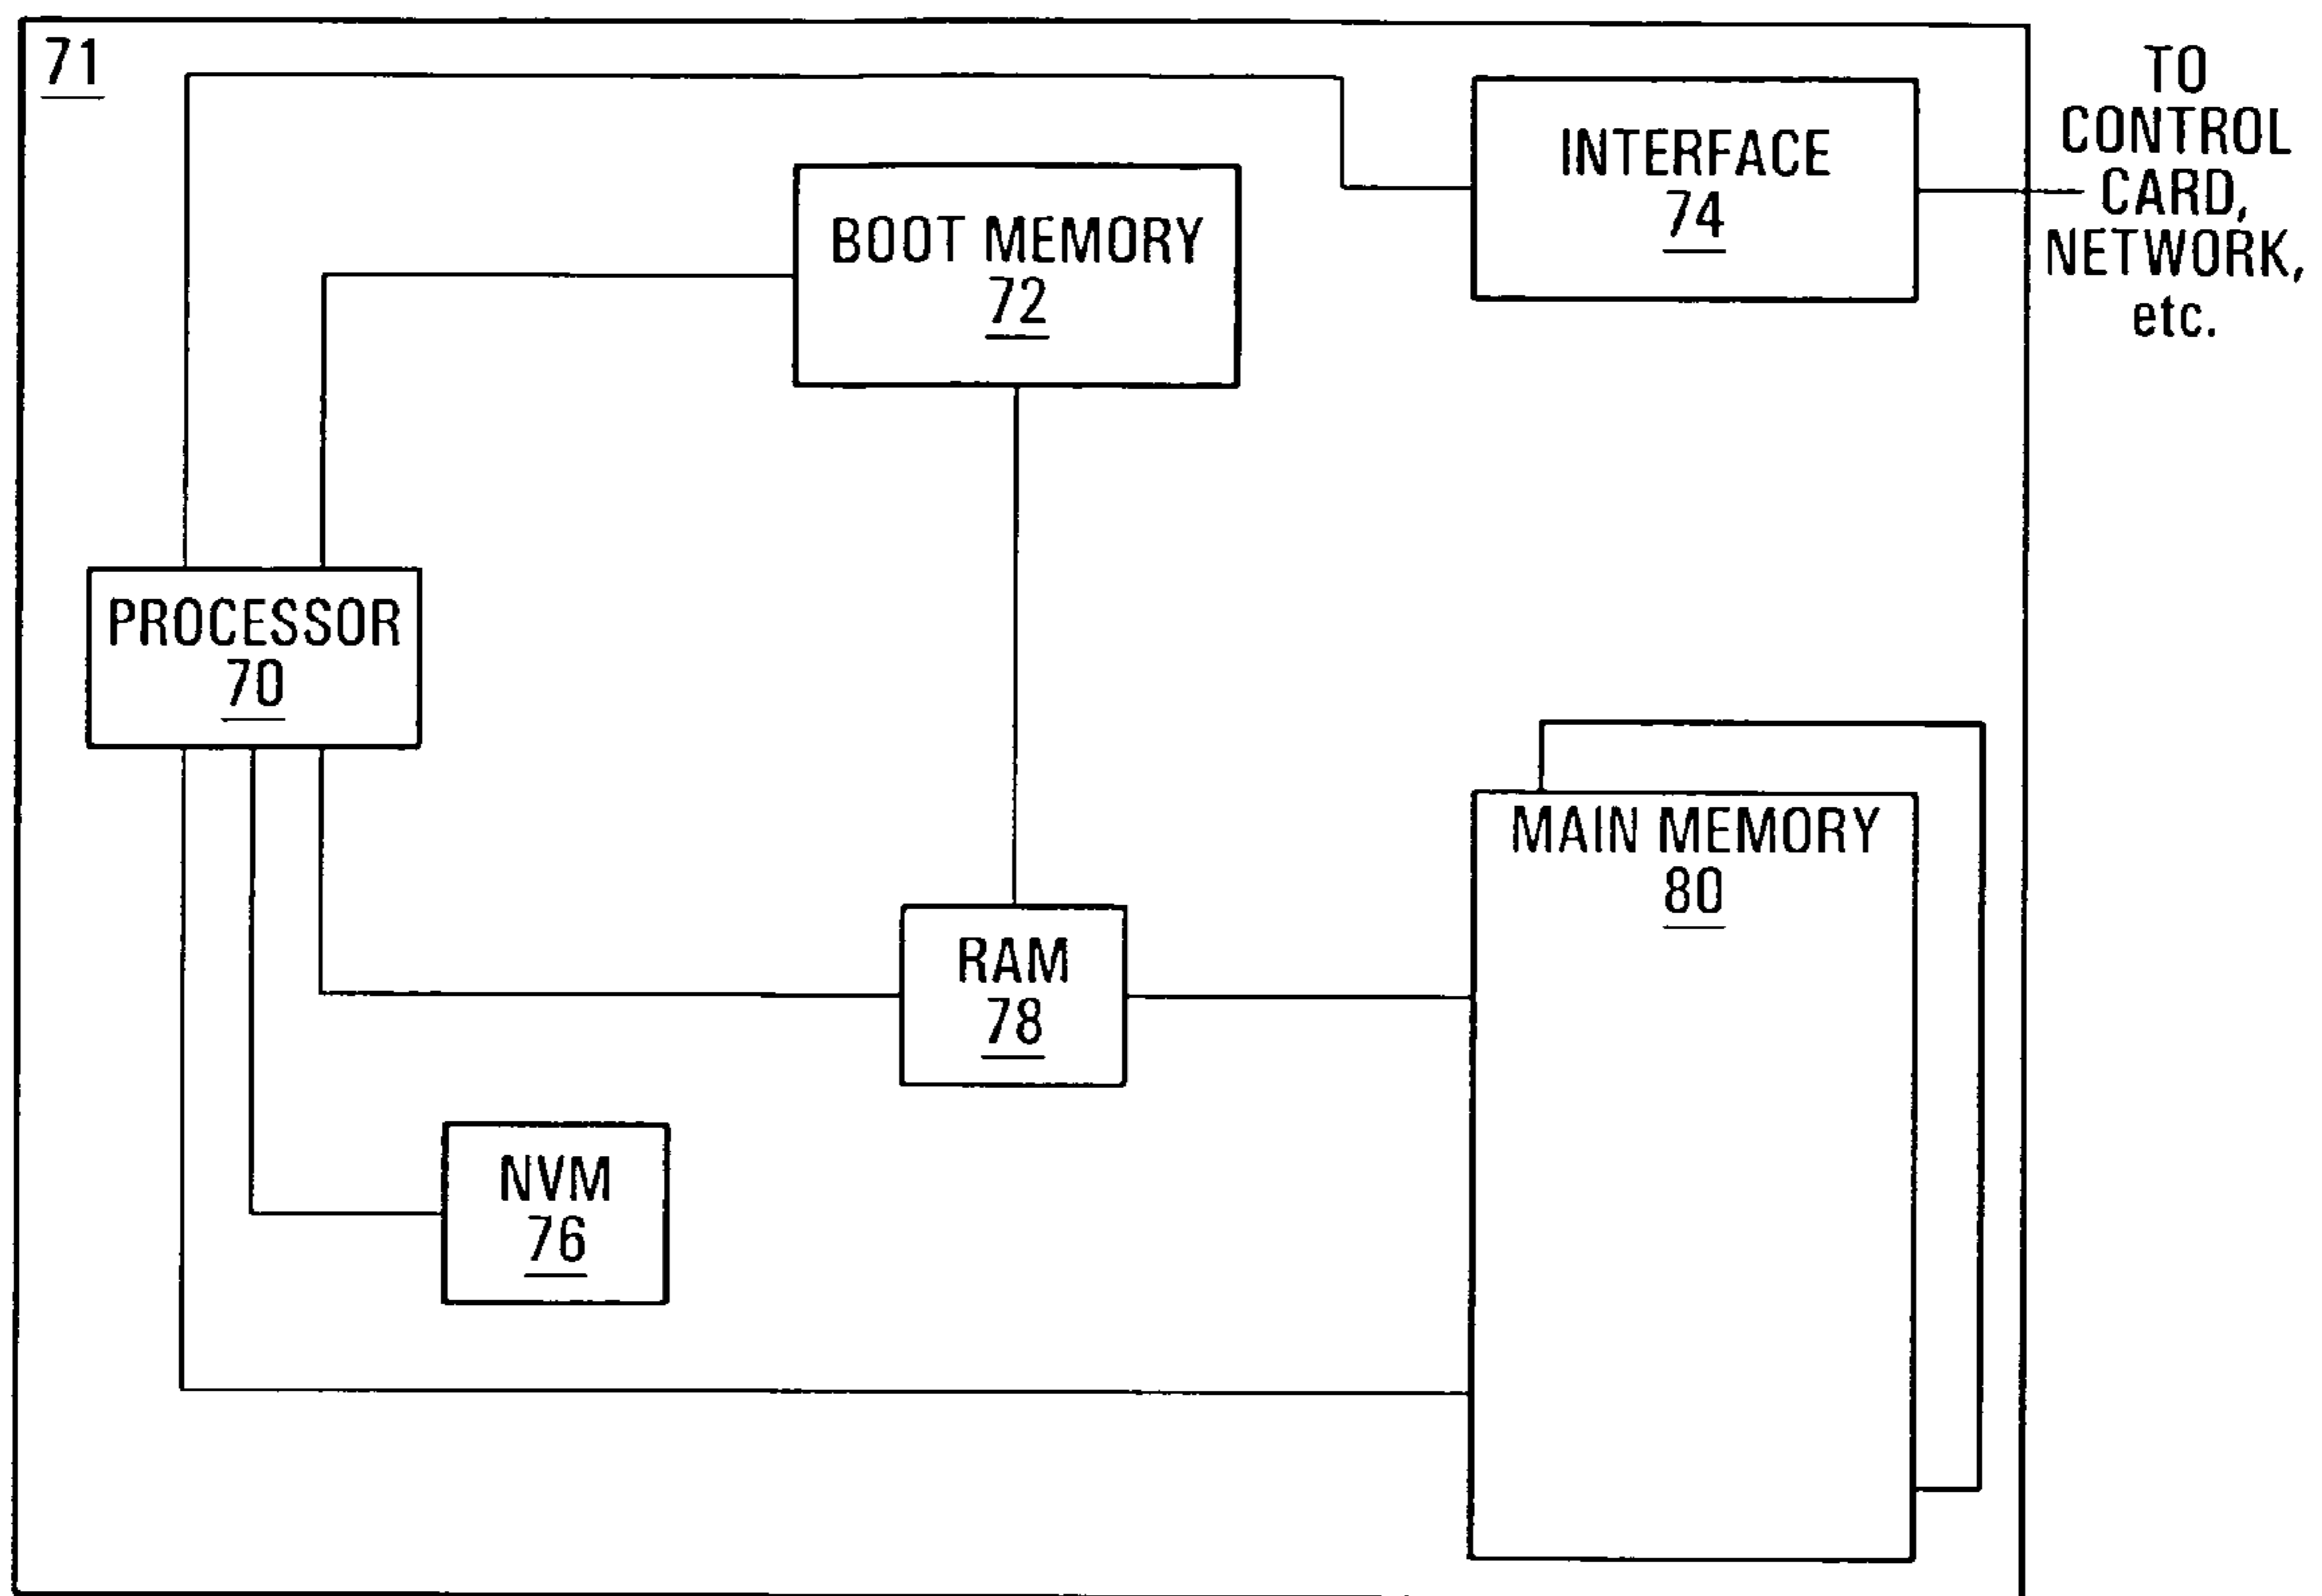 71
INTERFACE
74
TO
CONTROL
CARD,
NETWORK,
etc.
BOOT MEMORY
72
PROCESSOR
70
MAIN MEMORY
80
RAM
78
NVM
76